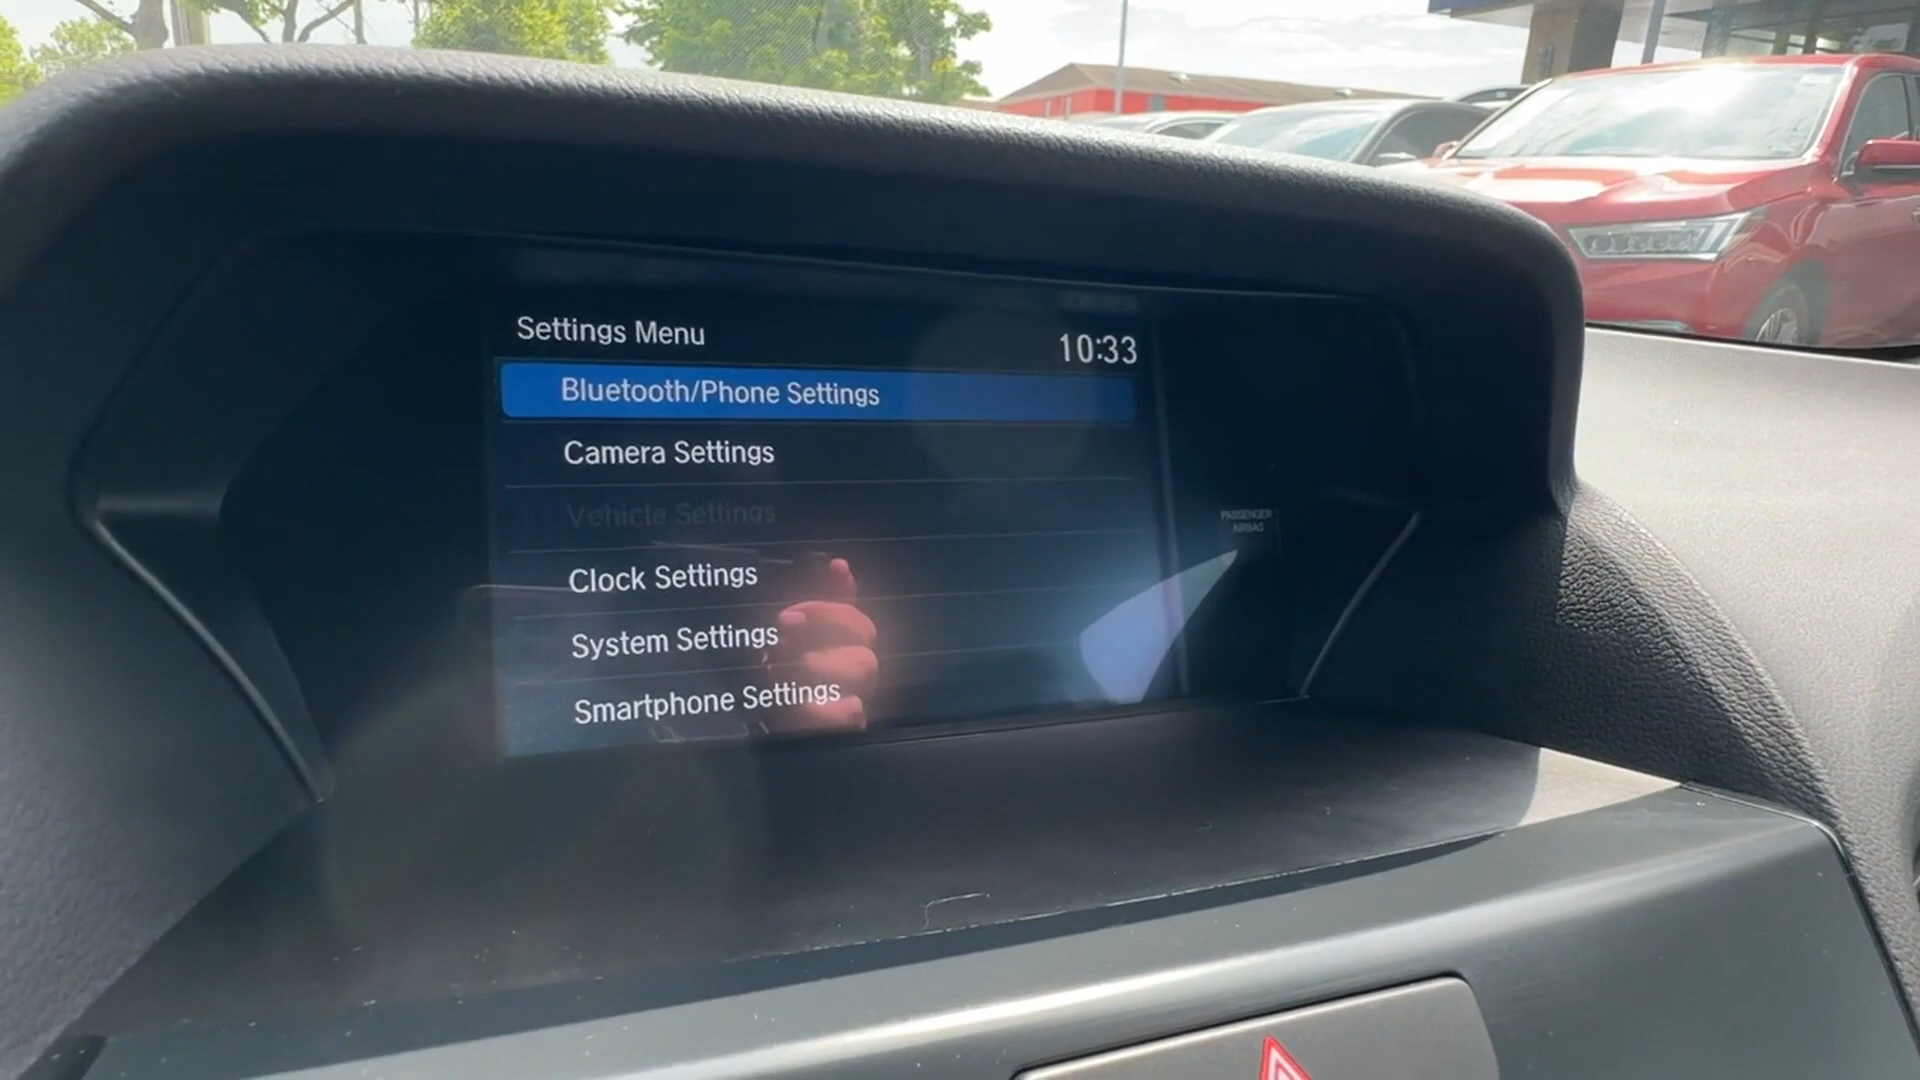 Settings Menu
10:33
Bluetooth/Phone Settings
Camera Settings
Vehicle Settings
Clock Settings
System Settings
Smartphone Settings
PASSENGER
AIRBAG